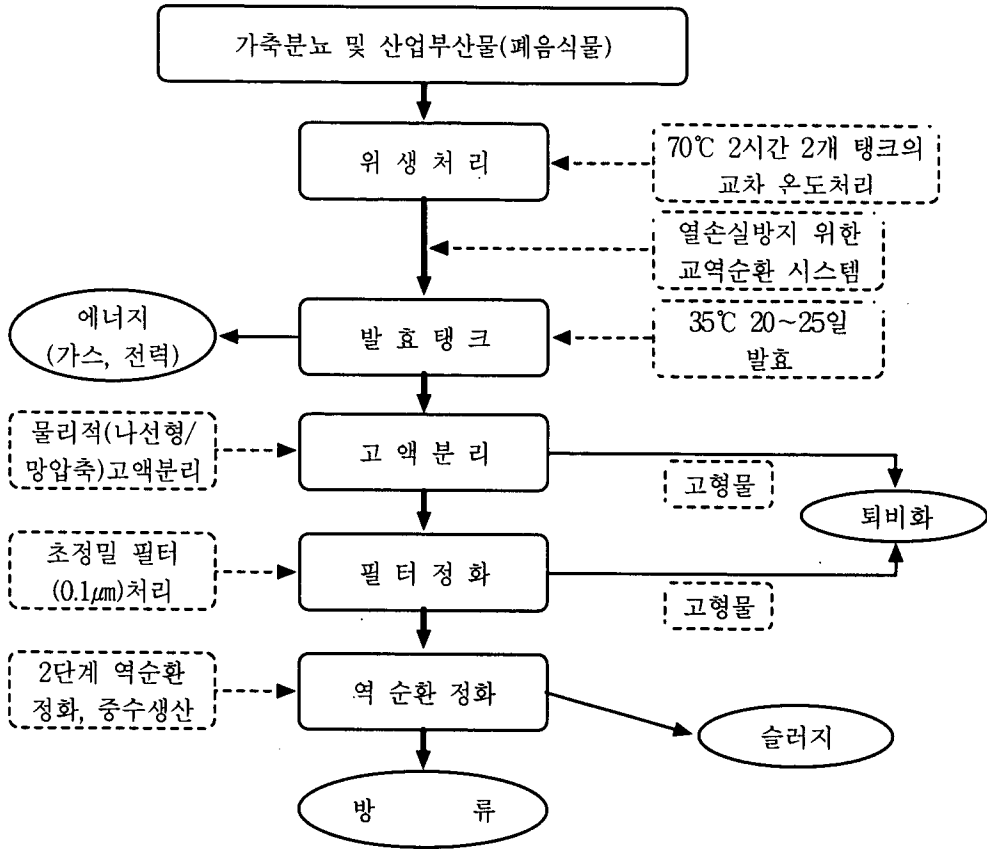 가축분뇨 및 산업부산물(폐음식물)
위 생 처 리
70℃ 2시간 2개 탱크의
교차 온도처리
열손실방지 위한
교역순환 시스템
에너지
(가스, 전력)
발 효 탱 크
35℃ 20~25일
발효
물리적(나선형/
망압축)고액분리
고 액 분 리
고형물
퇴비화
초정밀 필터
(0.1㎛)처리
필 터 정 화
고형물
2단계 역순환
정화, 중수생산
역 순환 정화
슬러지
방 류